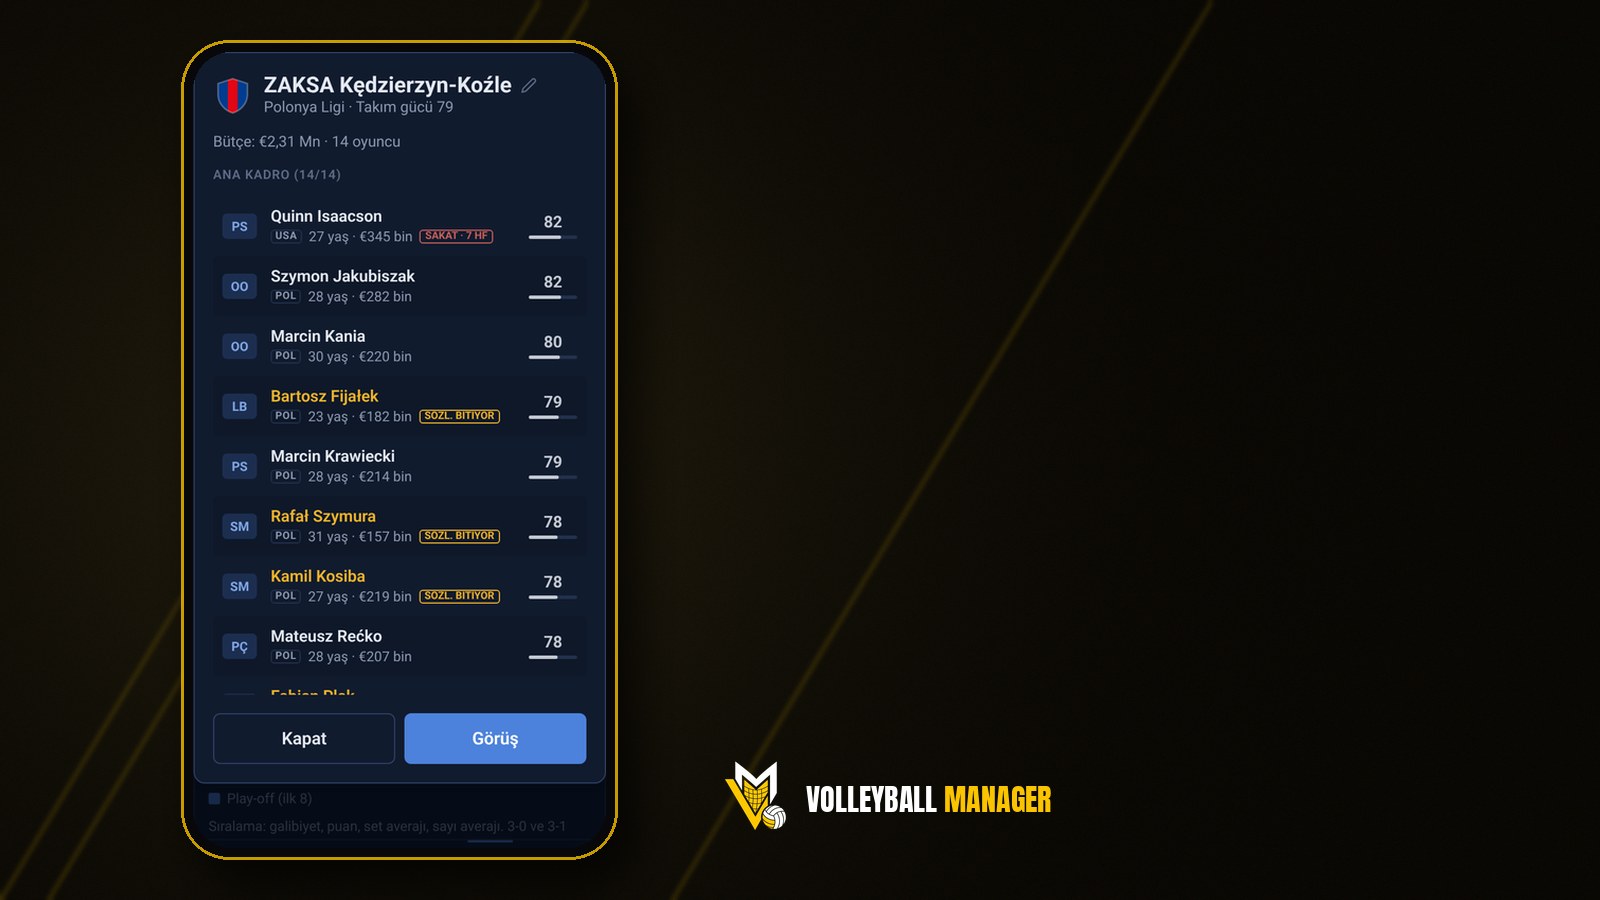 ZAKSA Kędzierzyn-Koźle
Polonya Ligi · Takım gücü 79
Bütçe: €2,31 Mn · 14 oyuncu
ANA KADRO (14/14)
PS Quinn Isaacson 82
USA 27 yaş · €345 bin SAKAT · 7 HF
OO Szymon Jakubiszak 82
POL 28 yaş · €282 bin
OO Marcin Kania 80
POL 30 yaş · €220 bin
LB Bartosz Fijałek 79
POL 23 yaş · €182 bin SÖZL. BİTİYOR
PS Marcin Krawiecki 79
POL 28 yaş · €214 bin
SM Rafał Szymura 78
POL 31 yaş · €157 bin SÖZL. BİTİYOR
SM Kamil Kosiba 78
POL 27 yaş · €219 bin SÖZL. BİTİYOR
PÇ Mateusz Rećko 78
POL 28 yaş · €207 bin
Kapat Görüş
Play-off (ilk 8)
Sıralama: galibiyet, puan, set averajı, sayı averajı. 3-0 ve 3-1
VOLLEYBALL MANAGER